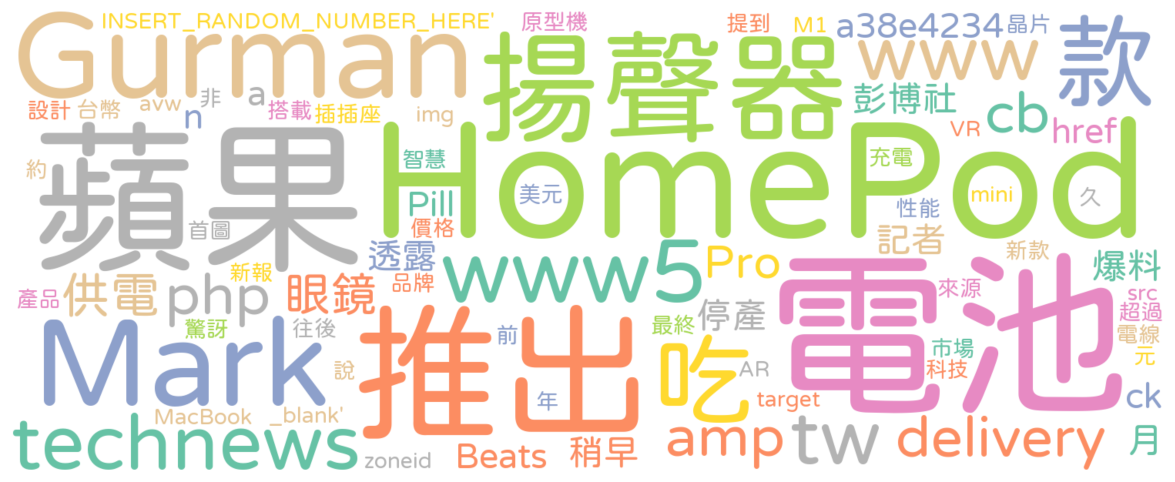 INSERT_RANDOM_NUMBER_HERE' 原型機 提到 M1 a38e4234 晶片
Gurman 揚聲器 www 款
設計 台幣 avw 非 a 搭載 插插座 img 彭博社 cb
n VR href
蘋果 HomePod
約 智慧 充電
Pill 美元 性能 mini 久
首圖 價格 記者 新款
透露 www5 Pro 爆料
新報 品牌
產品 供電 php 眼鏡 電池 來源 src
停產 超過
Mark 驚訝 往後 推出 前 最終 吃 電線
市場 元
說 AR 科技
年 target ck
MacBook _blank'
technews zoneid Beats 稍早 amp tw delivery 月